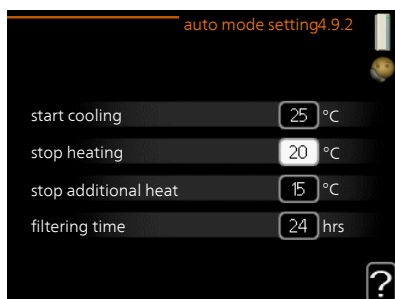 auto mode setting4.9.2
start cooling 25 °C
stop heating 20 °C
stop additional heat 15 °C
filtering time 24 hrs
?